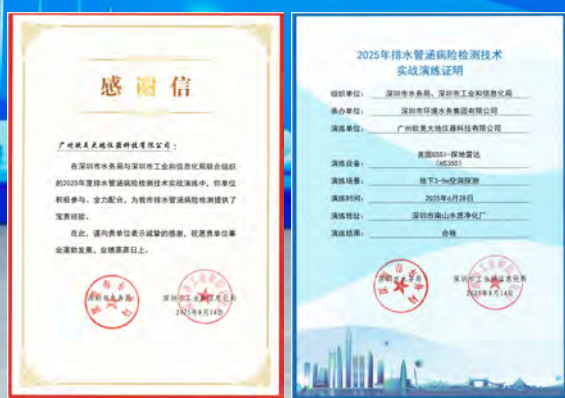 感谢信
广州欧美大地仪器科技有限公司：
在深圳市水务局与深圳市工业和信息化局联合组织
的2025年度排水管涵病险检测技术实战演练中，你单位
积极参与、全力配合，为我市排水管涵病险检测提供了
宝贵经验。
在此，谨向贵单位表示诚挚的感谢，祝愿贵单位事
业蓬勃发展，业绩蒸蒸日上。
深圳市水务局
深圳市工业和信息化局
2025年8月14日
2025年排水管涵病险检测技术
实战演练证明
组织单位：
深圳市水务局、深圳市工业和信息化局
承办单位：
深圳市环境水务集团有限公司
演练单位：
广州欧美大地仪器科技有限公司
演练设备：
美国GSSI-探地雷达
（NS350）
演练场景：
地下3-5m空洞探测
演练时间：
2025年6月28日
演练地址：
深圳市南山水质净化厂
演练结果：
合格
深圳市水务局
深圳市工业和信息化局
2025年8月14日